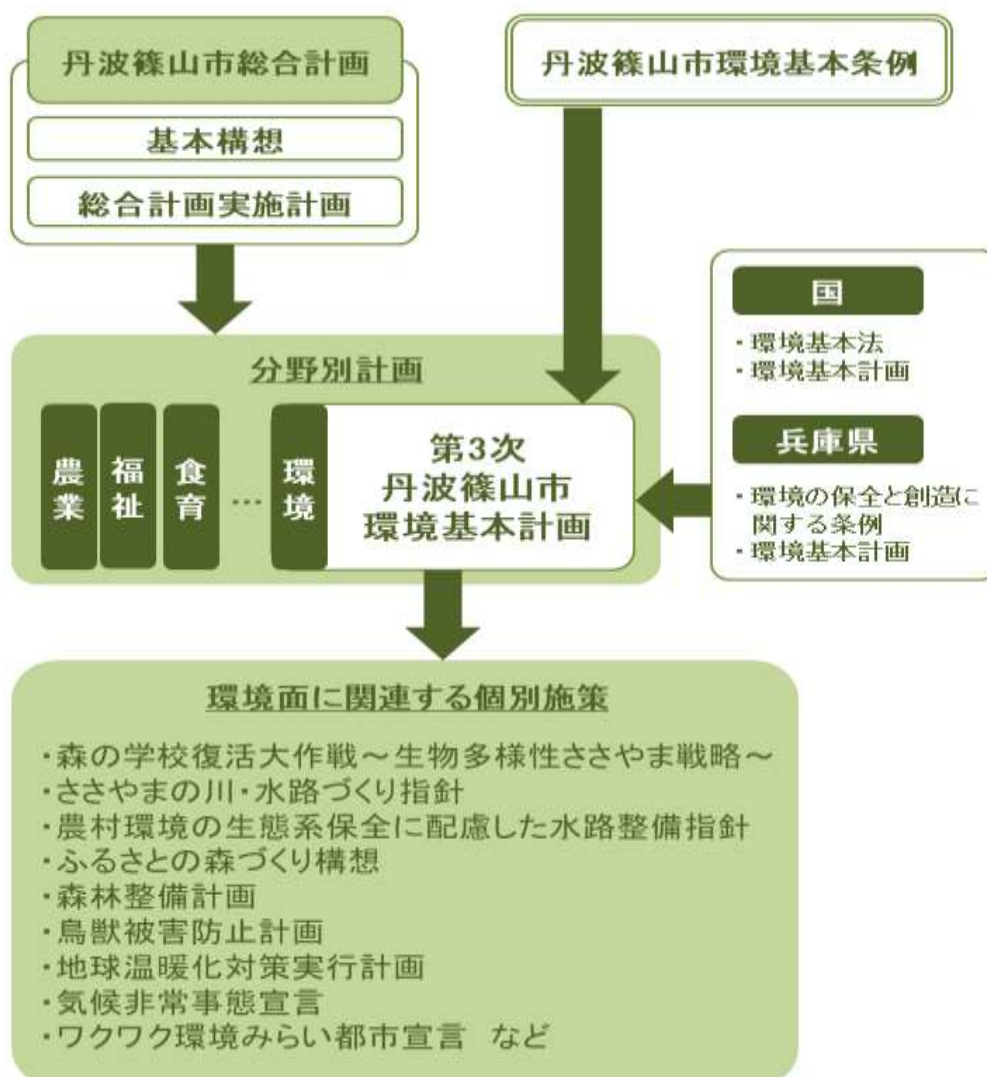 丹波篠山市総合計画
基本構想
総合計画実施計画
丹波篠山市環境基本条例
国
・環境基本法
・環境基本計画
兵庫県
・環境の保全と創造に
関する条例
・環境基本計画
分野別計画
農業
福祉
食育
…
環境
第3次
丹波篠山市
環境基本計画
環境面に関連する個別施策
・森の学校復活大作戦～生物多様性ささやま戦略～
・ささやまの川・水路づくり指針
・農村環境の生態系保全に配慮した水路整備指針
・ふるさとの森づくり構想
・森林整備計画
・鳥獣被害防止計画
・地球温暖化対策実行計画
・気候非常事態宣言
・ワクワク環境みらい都市宣言　など